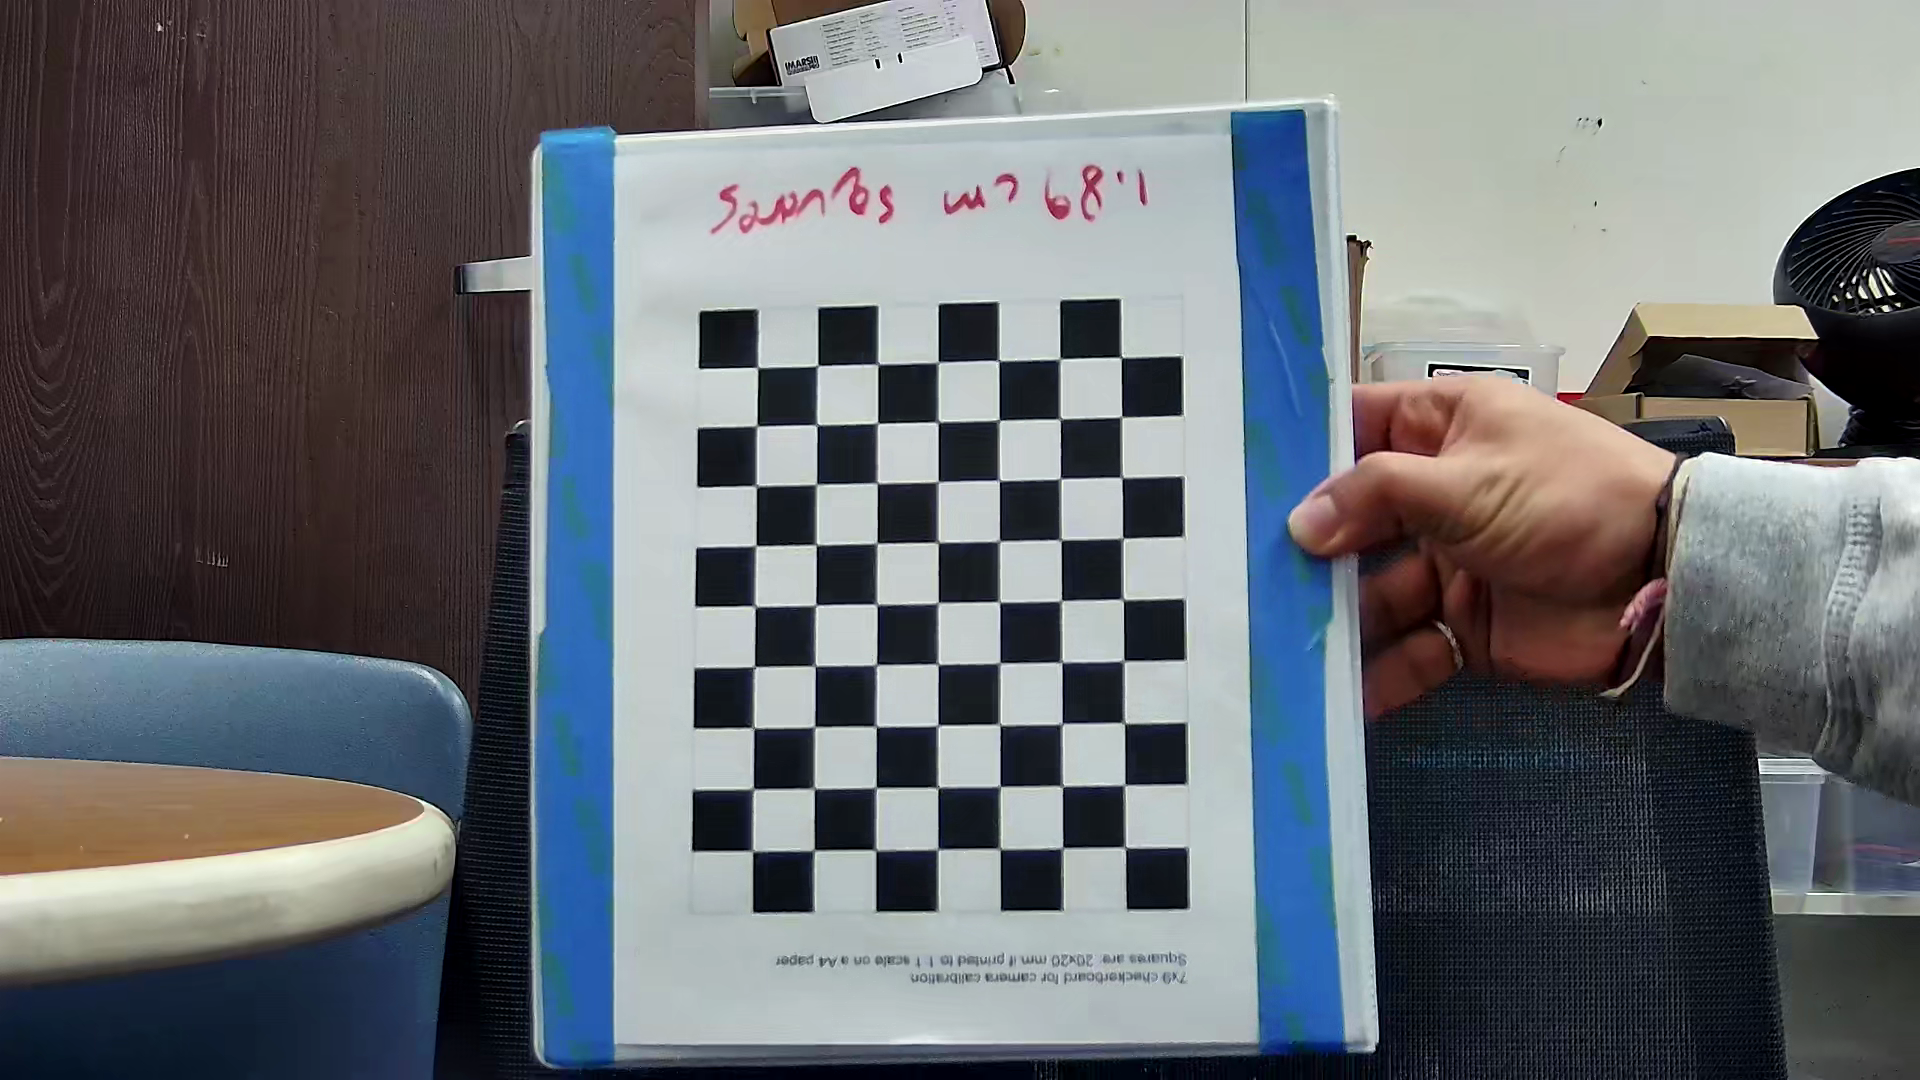 IMARSIII
1.89 cm Squares
7x9 checkerboard for camera calibration
Squares are 20x20 mm if printed to 1:1 scale on a A4 paper